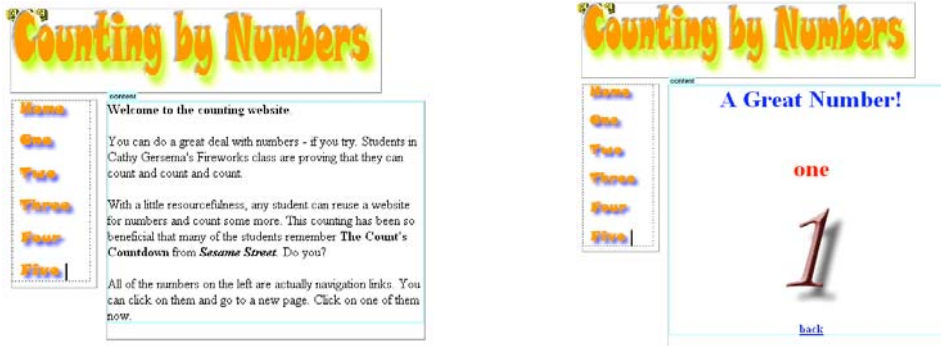 Counting by Numbers
content
Home
One
Two
Three
Four
Five
Welcome to the counting website
You can do a great deal with numbers - if you try. Students in
Cathy Gersema's Fireworks class are proving that they can
count and count and count.
With a little resourcefulness, any student can reuse a website
for numbers and count some more. This counting has been so
beneficial that many of the students remember The Count's
Countdown from Sesame Street. Do you?
All of the numbers on the left are actually navigation links. You
can click on them and go to a new page. Click on one of them
now.
Counting by Numbers
content
Home
One
Two
Three
Four
Five
A Great Number!
one
1
back